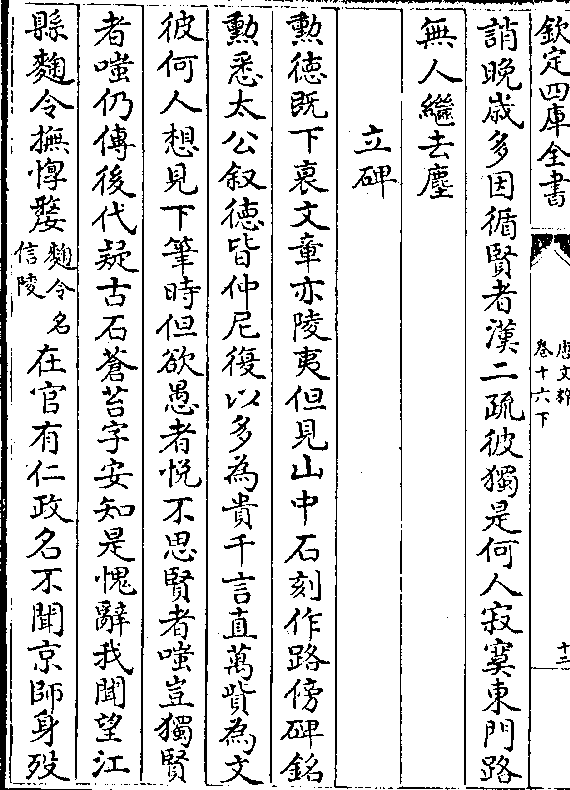 欽定四庫全書
唐文粹
卷十六下
十三
誚晚歲多因循賢者漢二疏彼獨是何人寂寞東門路
無人繼去塵
立碑
勲德既下衰文章亦陵夷但見山中石刻作路傍碑銘
勲悉太公叙德皆仲尼復以多為貴千言直萬貲為文
彼何人想見下筆時但欲愚者恱不思賢者嗤豈獨賢
者嗤仍傳後代疑古石蒼苔字安知是愧辭我聞望江
縣麴令撫惸嫠麴令名信陵在官有仁政名不聞京師身歿